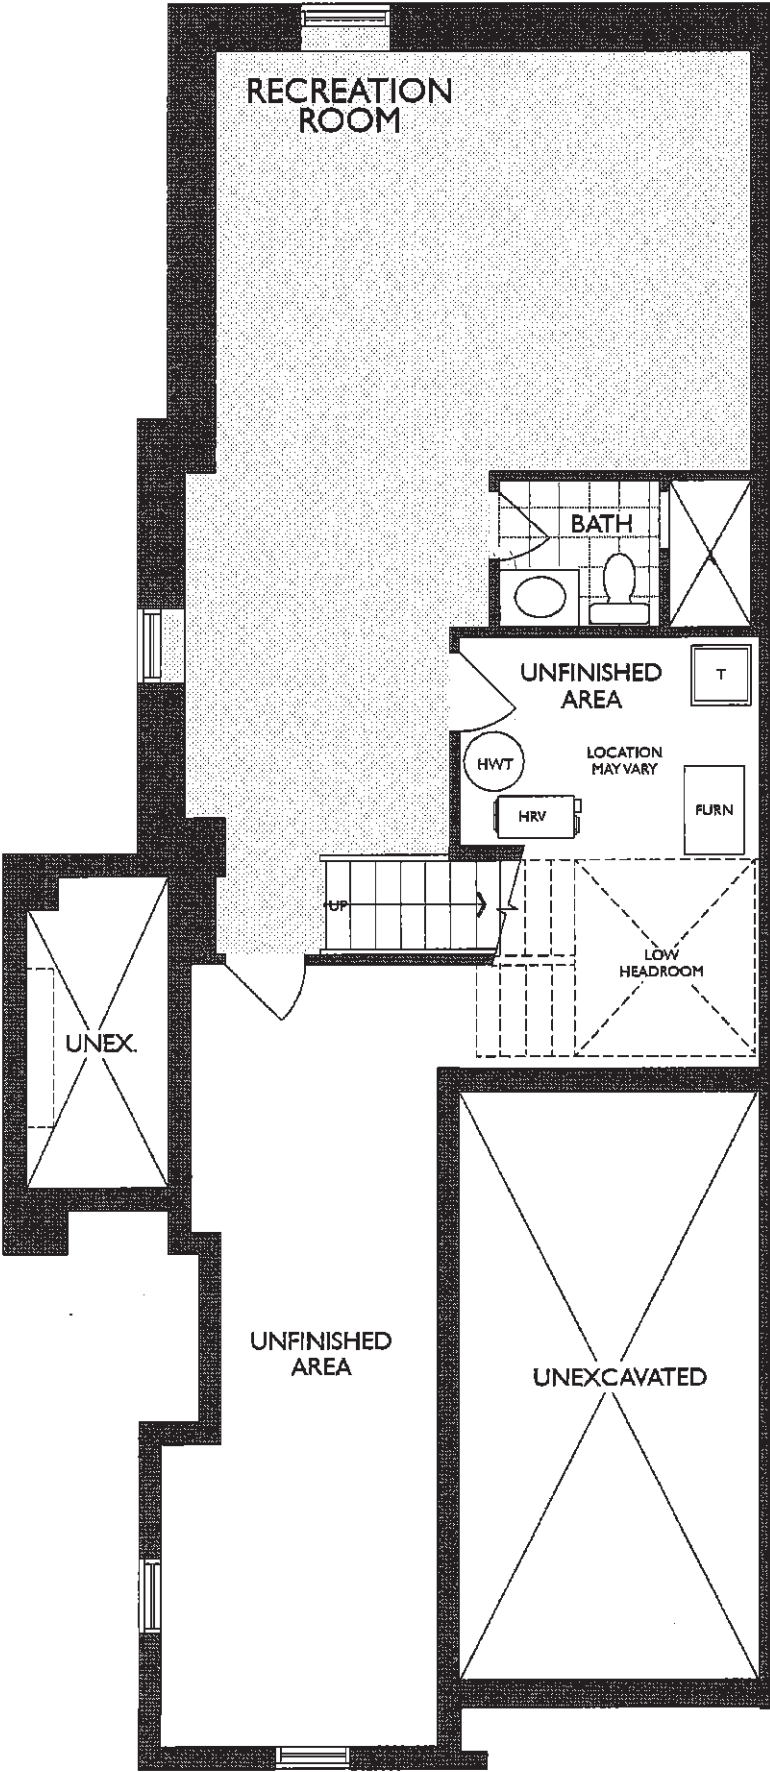 RECREATION
ROOM
BATH
UNFINISHED
AREA
T
LOCATION
MAY VARY
HWT
HRV
FURN
UP
LOW
HEADROOM
UNEX.
UNFINISHED
AREA
UNEXCAVATED